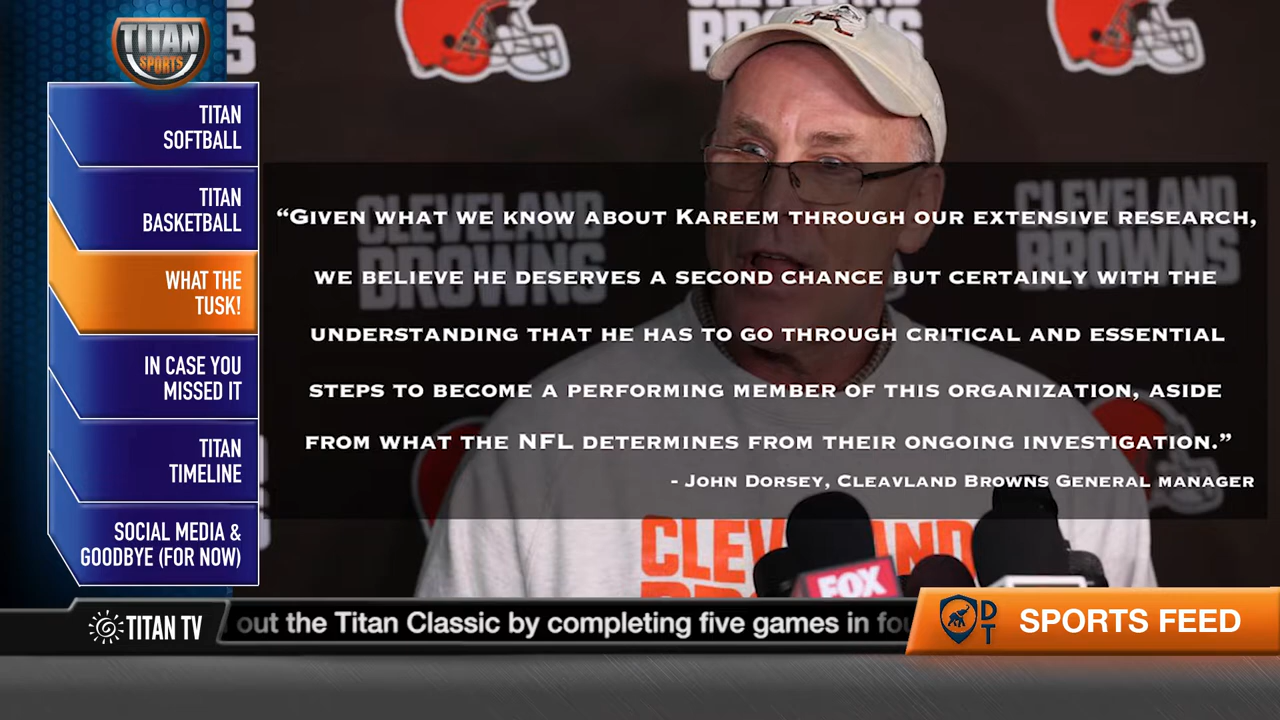 TITAN
SPORTS
TITAN
SOFTBALL
TITAN
BASKETBALL
WHAT THE
TUSK!
IN CASE YOU
MISSED IT
TITAN
TIMELINE
SOCIAL MEDIA &
GOODBYE (FOR NOW)
CLEVELAND
BROWNS
CLEVELAND
BROWNS
“GIVEN WHAT WE KNOW ABOUT KAREEM THROUGH OUR EXTENSIVE RESEARCH,
WE BELIEVE HE DESERVES A SECOND CHANCE BUT CERTAINLY WITH THE
UNDERSTANDING THAT HE HAS TO GO THROUGH CRITICAL AND ESSENTIAL
STEPS TO BECOME A PERFORMING MEMBER OF THIS ORGANIZATION, ASIDE
FROM WHAT THE NFL DETERMINES FROM THEIR ONGOING INVESTIGATION.”
- JOHN DORSEY, CLEAVLAND BROWNS GENERAL MANAGER
FOX
TITAN TV
out the Titan Classic by completing five games in
DT
SPORTS FEED